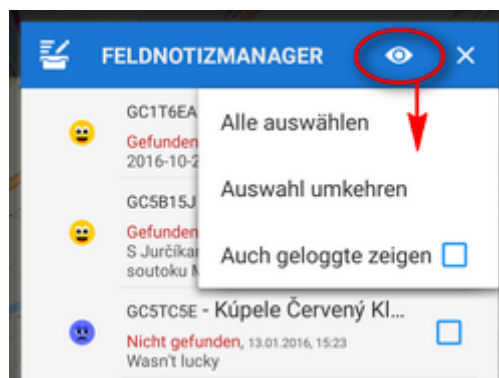 FELDNOTIZMANAGER
GC1T6EA
Gefunden
2016-10-2
GC5B15J
Gefunden
S Jurčíkar
soutoku M
Alle auswählen
Auswahl umkehren
Auch geloggte zeigen
GC5TC5E - Kúpele Červený Kl...
Nicht gefunden, 13.01.2016, 15:23
Wasn't lucky